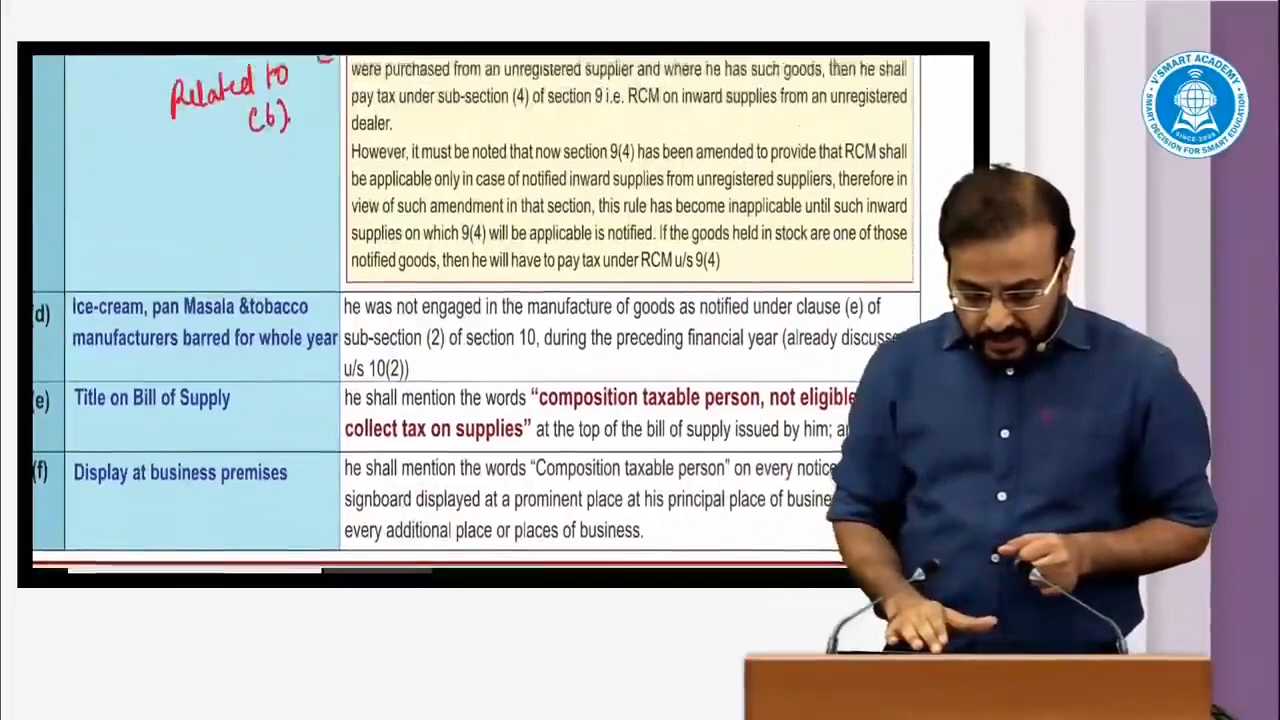 Related to
(b).
were purchased from an unregistered supplier and where he has such goods, then he shall
pay tax under sub-section (4) of section 9 i.e. RCM on inward supplies from an unregistered
dealer.
However, it must be noted that now section 9(4) has been amended to provide that RCM shall
be applicable only in case of notified inward supplies from unregistered suppliers, therefore in
view of such amendment in that section, this rule has become inapplicable until such inward
supplies on which 9(4) will be applicable is notified. If the goods held in stock are one of those
notified goods, then he will have to pay tax under RCM u/s 9(4)
(d)
Ice-cream, pan Masala &tobacco
manufacturers barred for whole year
he was not engaged in the manufacture of goods as notified under clause (e) of
sub-section (2) of section 10, during the preceding financial year (already
u/s 10(2))
(e)
Title on Bill of Supply
he shall mention the words “composition taxable person, not eligible
collect tax on supplies” at the top of the bill of supply issued by him;
(f)
Display at business premises
he shall mention the words “Composition taxable person” on every notice
signboard displayed at a prominent place at his principal place of
every additional place or places of business.
V'SMART ACADEMY
SINCE-2025
SMART DECISION FOR SMART EDUCATION